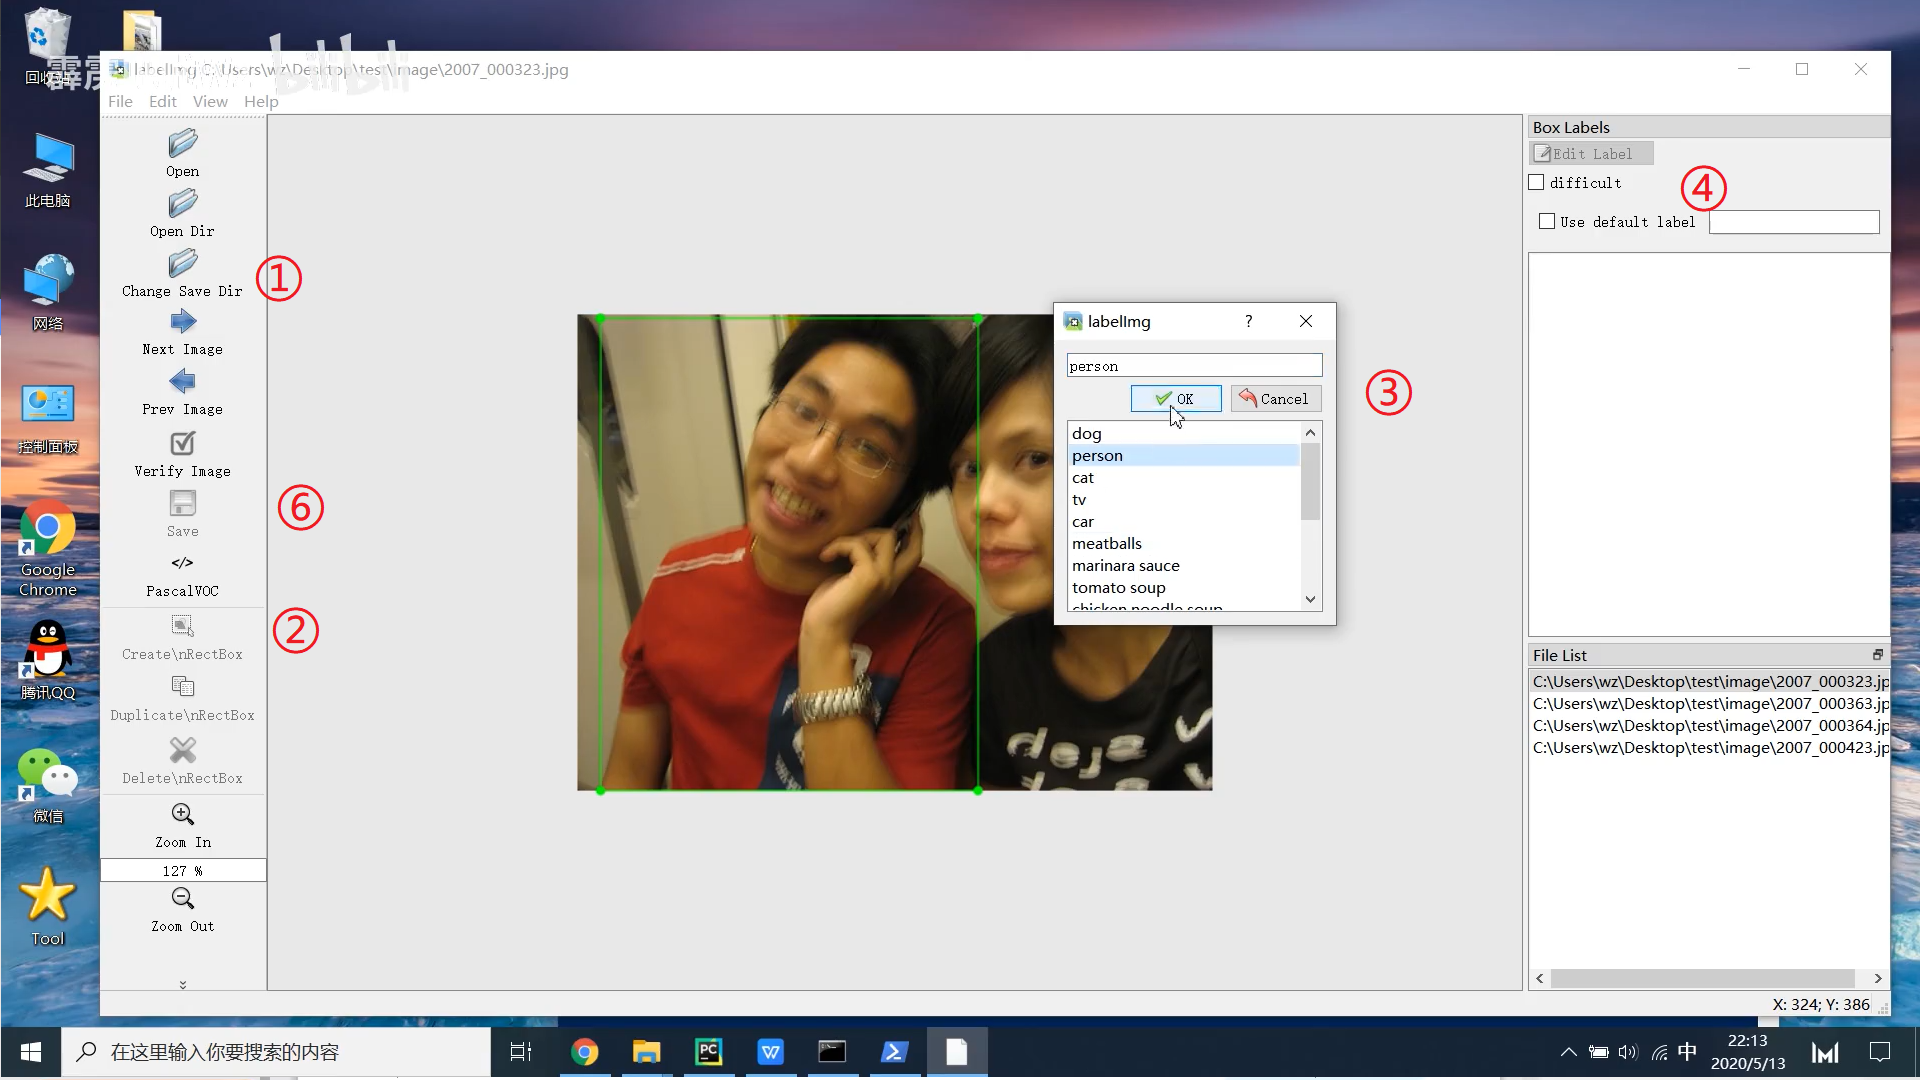 回收站
bilibili
labelImg C:\Users\wz\Desktop\test\image\2007_000323.jpg
File Edit View Help
Open
Open Dir
Change Save Dir
①
Next Image
Prev Image
Verify Image
Save
⑥
</>
PascalVOC
Create\nRectBox
②
Duplicate\nRectBox
Delete\nRectBox
Zoom In
127 %
Zoom Out
此电脑
网络
控制面板
Google
Chrome
腾讯QQ
微信
Tool
deja v
labelImg ?
person
OK Cancel
③
dog
person
cat
tv
car
meatballs
marinara sauce
tomato soup
chicken noodle soup
Box Labels
Edit Label
difficult
④
Use default label
File List
C:\Users\wz\Desktop\test\image\2007_000323.jp
C:\Users\wz\Desktop\test\image\2007_000363.jp
C:\Users\wz\Desktop\test\image\2007_000364.jp
C:\Users\wz\Desktop\test\image\2007_000423.jp
X: 324; Y: 386
在这里输入你要搜索的内容
PC
W
中
22:13
2020/5/13